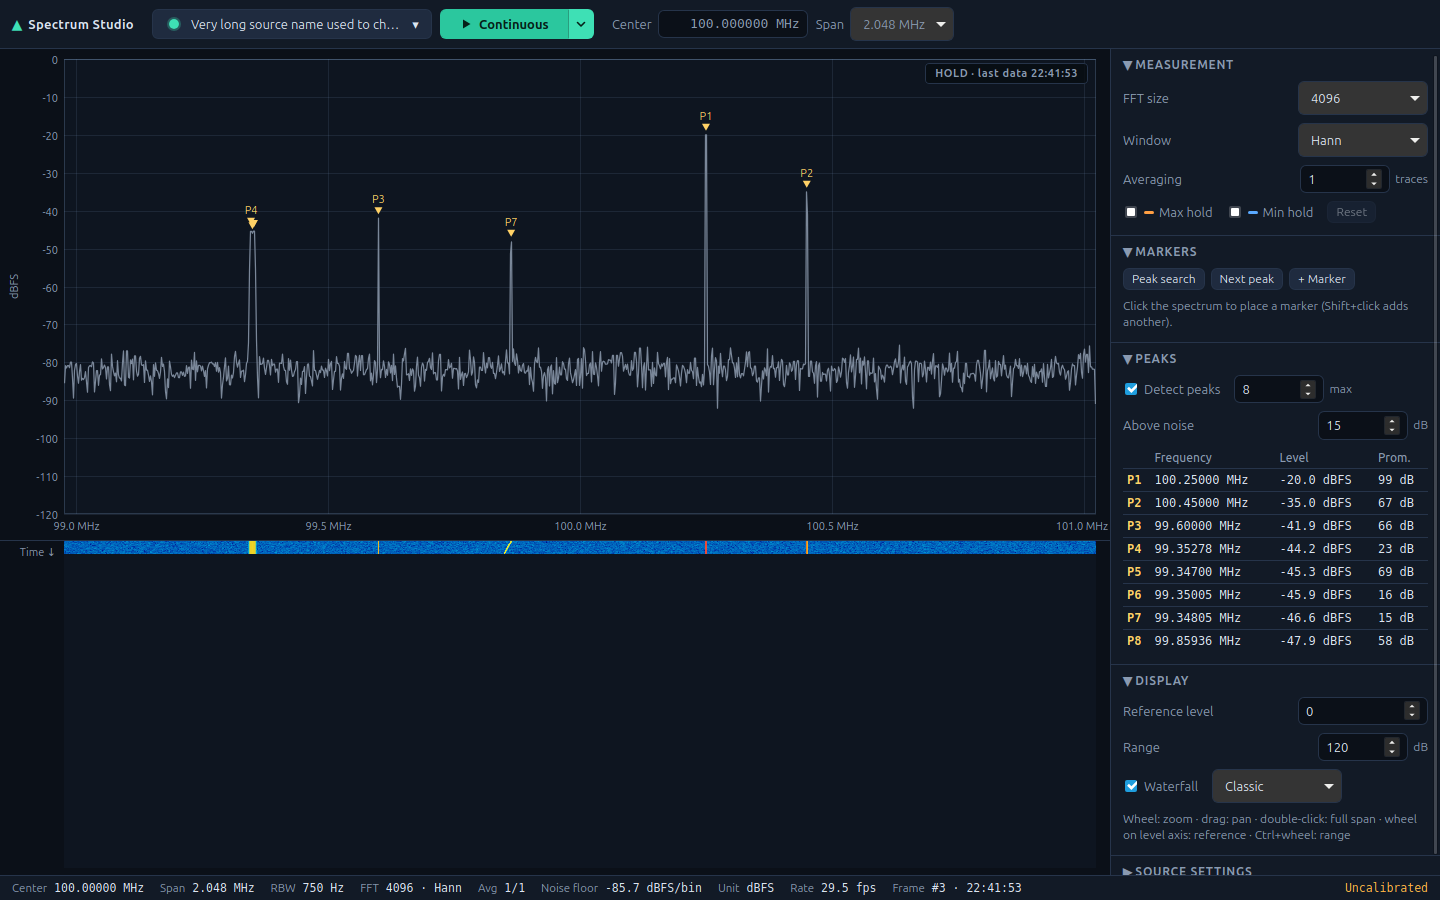 Spectrum Studio
Very long source name used to ch...
Continuous
Center 100.000000 MHz
Span 2.048 MHz
HOLD · last data 22:41:53
0
-10
-20
-30
-40
-50
-60
-70
-80
-90
-100
-110
-120
dBFS
P4
P3
P7
P1
P2
99.0 MHz
99.5 MHz
100.0 MHz
100.5 MHz
101.0 MHz
Time ↓
▼ MEASUREMENT
FFT size 4096
Window Hann
Averaging 1 traces
Max hold Min hold Reset
▼ MARKERS
Peak search Next peak + Marker
Click the spectrum to place a marker (Shift+click adds
another).
▼ PEAKS
Detect peaks 8 max
Above noise 15 dB
Frequency Level Prom.
P1 100.25000 MHz -20.0 dBFS 99 dB
P2 100.45000 MHz -35.0 dBFS 67 dB
P3 99.60000 MHz -41.9 dBFS 66 dB
P4 99.35278 MHz -44.2 dBFS 23 dB
P5 99.34700 MHz -45.3 dBFS 69 dB
P6 99.35005 MHz -45.9 dBFS 16 dB
P7 99.34805 MHz -46.6 dBFS 15 dB
P8 99.85936 MHz -47.9 dBFS 58 dB
▼ DISPLAY
Reference level 0
Range 120 dB
Waterfall Classic
Wheel: zoom · drag: pan · double-click: full span · wheel
on level axis: reference · Ctrl+wheel: range
▶ SOURCE SETTINGS
Center 100.00000 MHz Span 2.048 MHz RBW 750 Hz FFT 4096 · Hann Avg 1/1 Noise floor -85.7 dBFS/bin Unit dBFS Rate 29.5 fps Frame #3 · 22:41:53 Uncalibrated